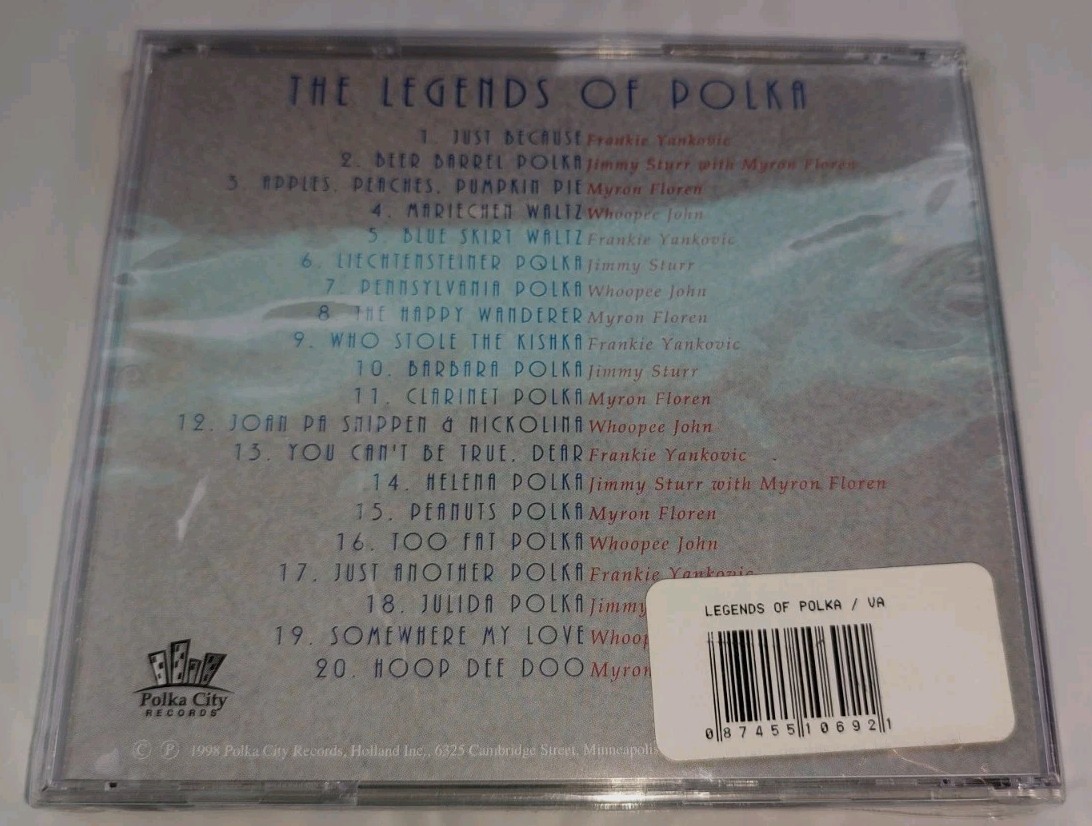 THE LEGENDS OF POLKA
1. JUST BECAUSE Frankie Yankovic
2. BEER BARREL POLKA Jimmy Sturr with Myron Floren
3. APPLES, PEACHES, PUMPKIN PIE Myron Floren
4. MARIECHEN WALTZ Whoopee John
5. BLUE SKIRT WALTZ Frankie Yankovic
6. LIECHTENSTEINER POLKA Jimmy Sturr
7. PENNSYLVANIA POLKA Whoopee John
8. THE HAPPY WANDERER Myron Floren
9. WHO STOLE THE KISHKA Frankie Yankovic
10. BARBARA POLKA Jimmy Sturr
11. CLARINET POLKA Myron Floren
12. JOAN PA SNIPPEN & NICKOLINA Whoopee John
13. YOU CAN'T BE TRUE, DEAR Frankie Yankovic
14. HELENA POLKA Jimmy Sturr with Myron Floren
15. PEANUTS POLKA Myron Floren
16. TOO FAT POLKA Whoopee John
17. JUST ANOTHER POLKA Frankie Yankovic
18. JULIDA POLKA Jimmy
19. SOMEWHERE MY LOVE Whoop
20. HOOP DEE DOO Myron
LEGENDS OF POLKA / VA
0 87455 10692 1
Polka City
RECORDS
© ℗ 1998 Polka City Records, Holland Inc., 6325 Cambridge Street, Minneapolis